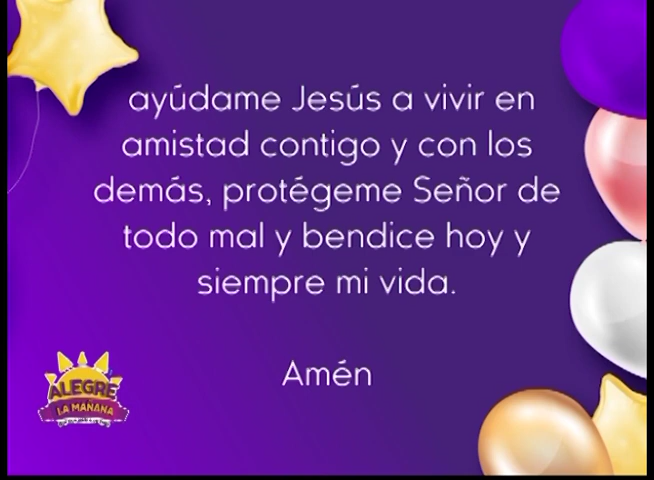 ayúdame Jesús a vivir en
amistad contigo y con los
demás, protégeme Señor de
todo mal y bendice hoy y
siempre mi vida.
Amén
ALEGRE
LA MAÑANA